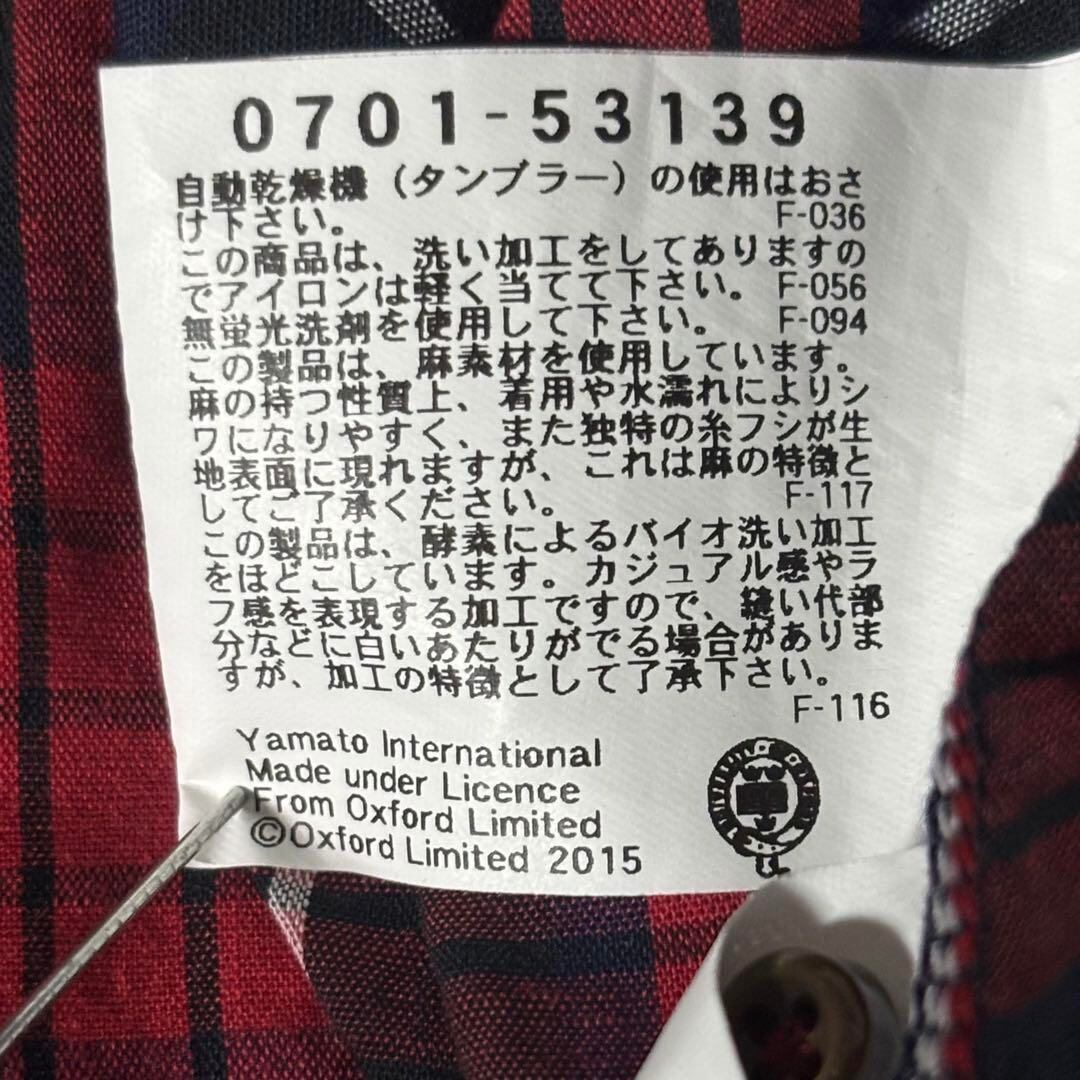 0701-53139
自動乾燥機（タンブラー）の使用はおさ
け下さい。 F-036
この商品は、洗い加工をしてありますの
でアイロンは軽く当てて下さい。 F-056
無蛍光洗剤を使用して下さい。 F-094
この製品は、麻素材を使用しています。
麻の持つ性質上、着用や水濡れによりシ
ワになりやすく、また独特の糸フシが生
地表面に現れますが、これは麻の特徴と
してご了承ください。 F-117
この製品は、酵素によるバイオ洗い加工
をほどこしています。カジュアル感やラ
フ感を表現する加工ですので、縫い代部
分などに白いあたりがでる場合がありま
すが、加工の特徴として了承下さい。
F-116
Yamato International
Made under Licence
From Oxford Limited
©Oxford Limited 2015